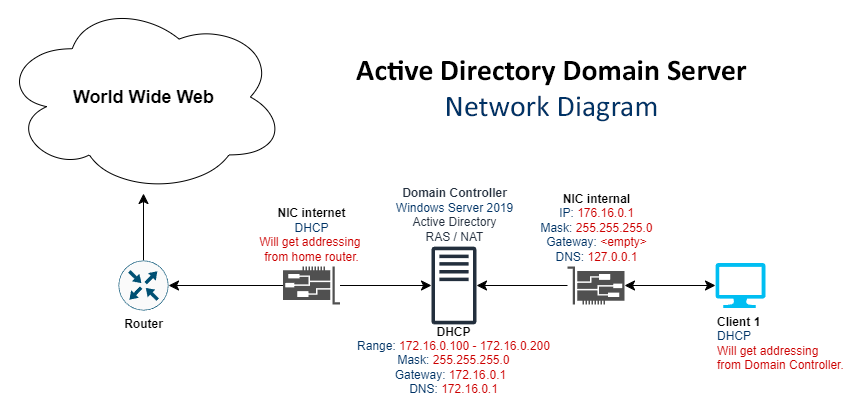 Active Directory Domain Server
Network Diagram
World Wide Web
NIC internet
DHCP
Will get addressing
from home router.
Domain Controller
Windows Server 2019
Active Directory
RAS / NAT
NIC internal
IP: 176.16.0.1
Mask: 255.255.255.0
Gateway: <empty>
DNS: 127.0.0.1
Router
DHCP
Range: 172.16.0.100 - 172.16.0.200
Mask: 255.255.255.0
Gateway: 172.16.0.1
DNS: 172.16.0.1
Client 1
DHCP
Will get addressing
from Domain Controller.